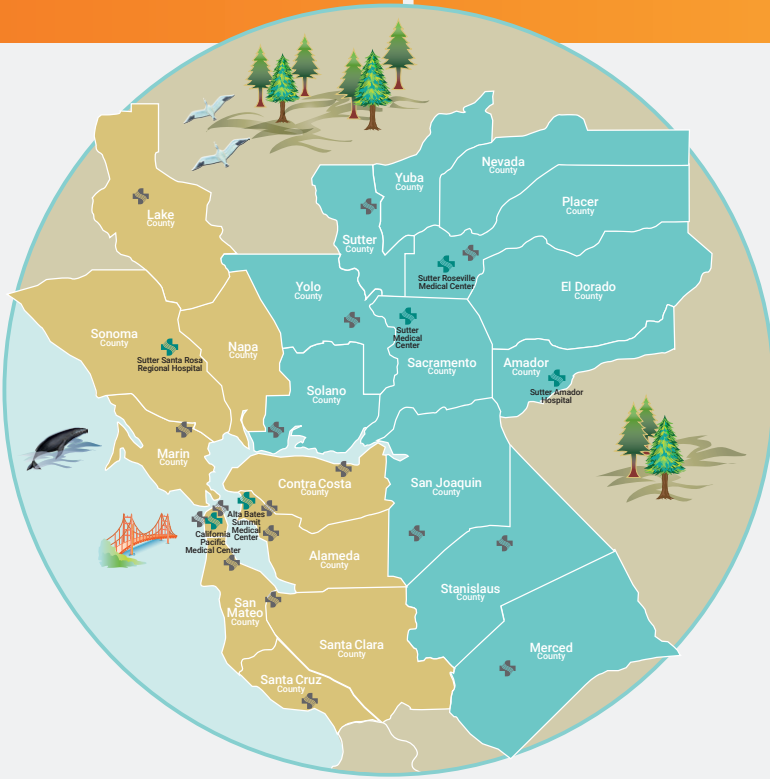 Nevada
County
Yuba
County
Placer
County
Lake
County
Sutter
County
Sutter Roseville
Medical Center
Yolo
County
El Dorado
County
Sonoma
County
Sutter
Medical
Center
Napa
County
Sutter Santa Rosa
Regional Hospital
Sacramento
County
Amador
County
Solano
County
Sutter Amador
Hospital
Marin
County
Contra Costa
County
San Joaquin
County
Alta Bates
Summit
Medical
Center
California
Pacific
Medical Center
Alameda
County
Stanislaus
County
San
Mateo
County
Santa Clara
County
Merced
County
Santa Cruz
County